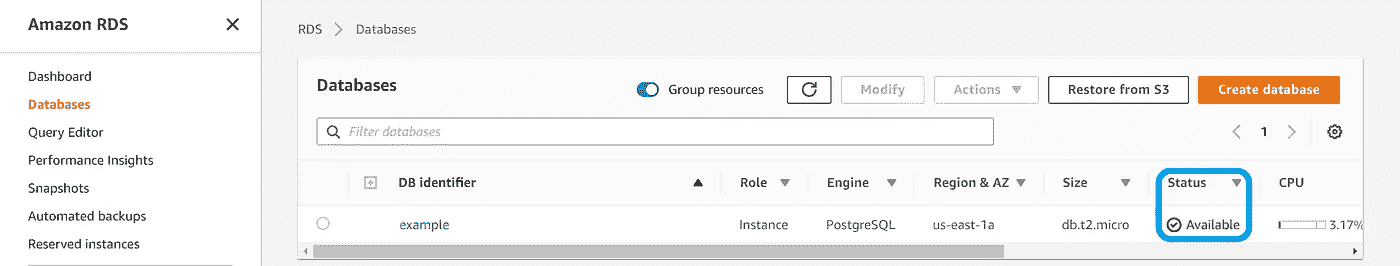 Amazon RDS
Dashboard
Databases
Query Editor
Performance Insights
Snapshots
Automated backups
Reserved instances
RDS > Databases
Databases
Group resources
Modify
Actions
Restore from S3
Create database
Filter databases
1
DB identifier Role Engine Region & AZ Size Status CPU
example Instance PostgreSQL us-east-1a db.t2.micro Available 3.17%